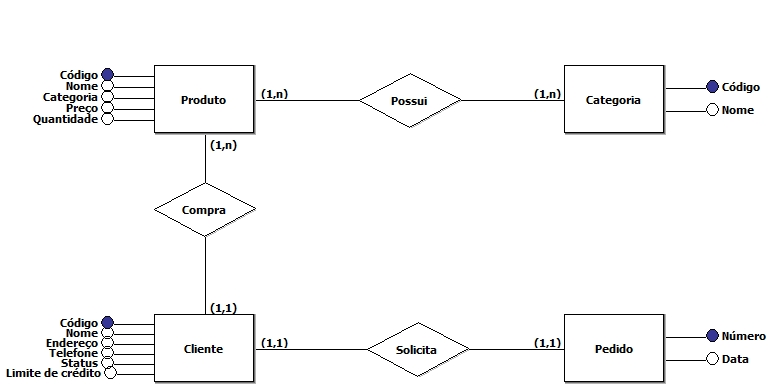 Código
Nome
Categoria
Preço
Quantidade
Produto
(1,n)
Possui
(1,n)
Categoria
Código
Nome
(1,n)
Compra
(1,1)
Código
Nome
Endereço
Telefone
Status
Limite de crédito
Cliente
(1,1)
Solicita
(1,1)
Pedido
Número
Data